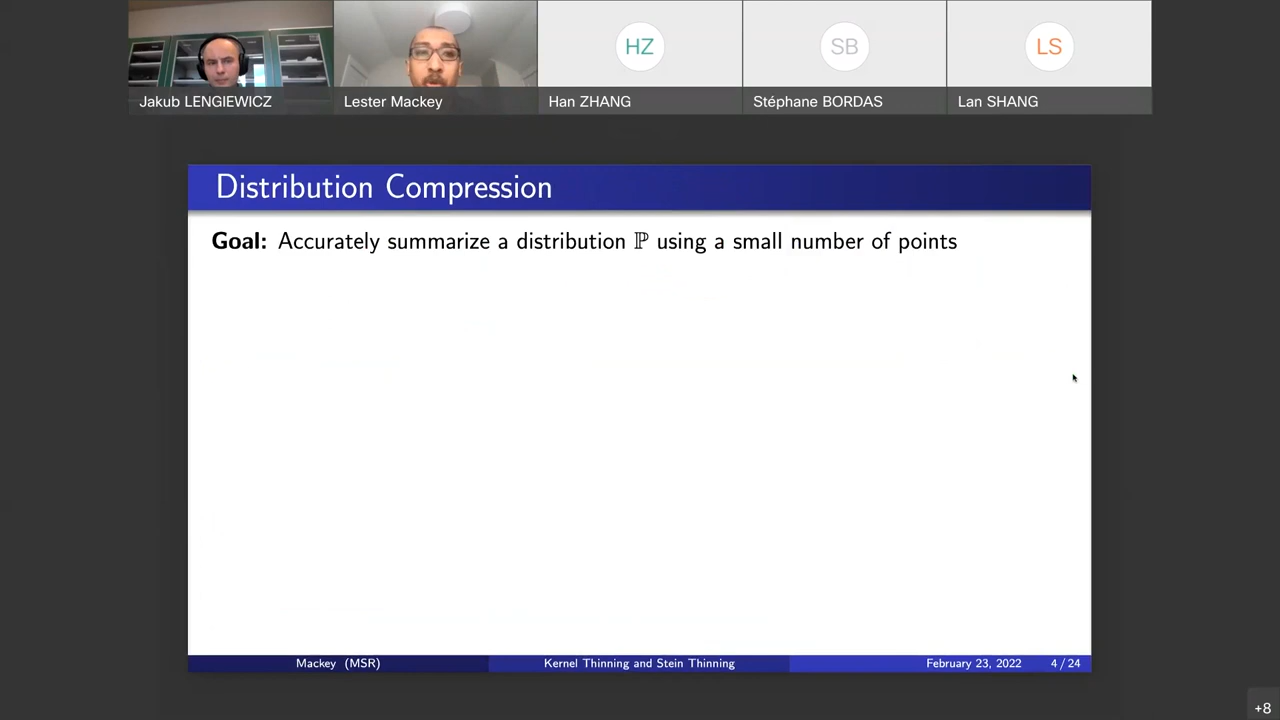 HZ
SB
LS
Jakub LENGIEWICZ
Lester Mackey
Han ZHANG
Stéphane BORDAS
Lan SHANG
Distribution Compression
Goal: Accurately summarize a distribution ℙ using a small number of points
Mackey (MSR)
Kernel Thinning and Stein Thinning
February 23, 2022
4 / 24
+8